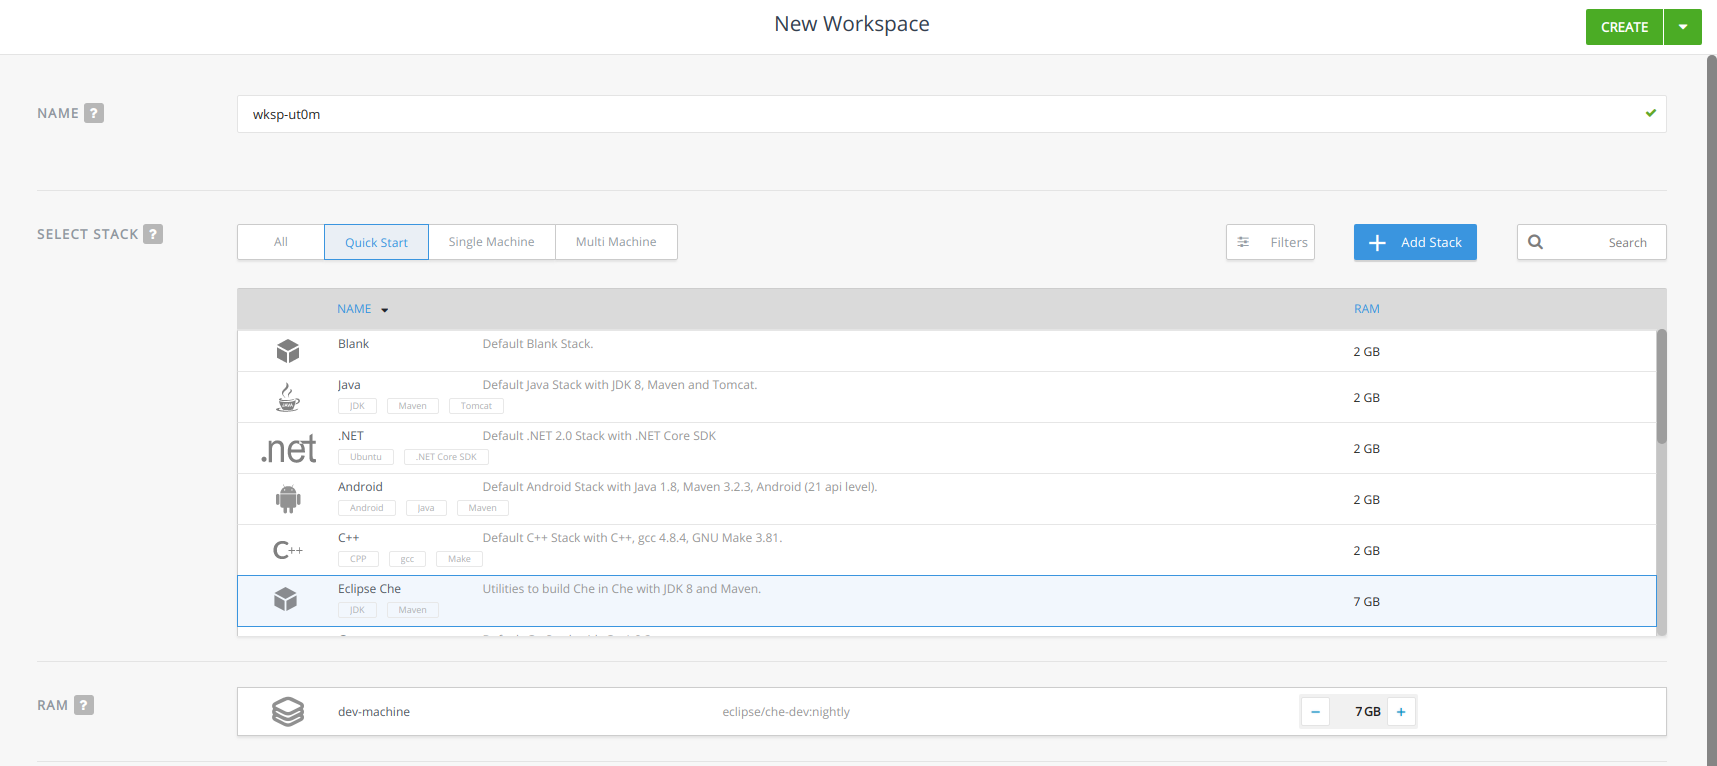 New Workspace
CREATE
NAME ?
wksp-ut0m
SELECT STACK ?
All
Quick Start
Single Machine
Multi Machine
Filters
Add Stack
Search
NAME
RAM
Blank
Default Blank Stack.
2 GB
Java
Default Java Stack with JDK 8, Maven and Tomcat.
JDK
Maven
Tomcat
2 GB
.net
.NET
Default .NET 2.0 Stack with .NET Core SDK
Ubuntu
.NET Core SDK
2 GB
Android
Default Android Stack with Java 1.8, Maven 3.2.3, Android (21 api level).
Android
Java
Maven
2 GB
C++
C++
Default C++ Stack with C++, gcc 4.8.4, GNU Make 3.81.
CPP
gcc
Make
2 GB
Eclipse Che
Utilities to build Che in Che with JDK 8 and Maven.
JDK
Maven
7 GB
RAM ?
dev-machine
eclipse/che-dev:nightly
7 GB